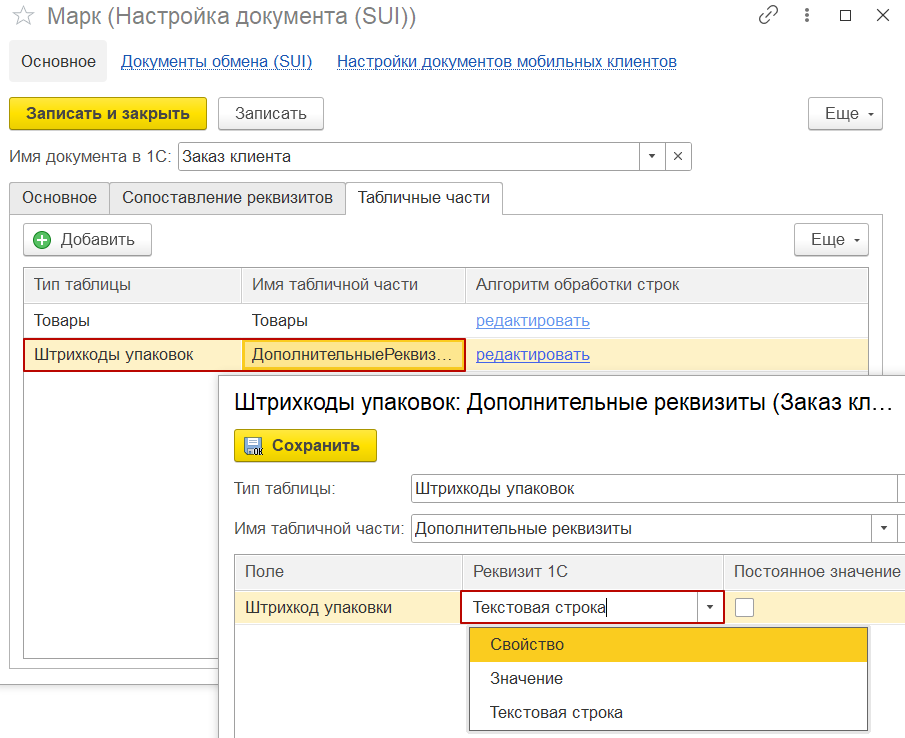 Марк (Настройка документа (SUI))
Основное Документы обмена (SUI) Настройки документов мобильных клиентов
Записать и закрыть Записать Еще
Имя документа в 1С: Заказ клиента
Основное Сопоставление реквизитов Табличные части
Добавить Еще
Тип таблицы Имя табличной части Алгоритм обработки строк
Товары Товары редактировать
Штрихкоды упаковок ДополнительныеРеквиз... редактировать
Штрихкоды упаковок: Дополнительные реквизиты (Заказ кл...
OK Сохранить
Тип таблицы: Штрихкоды упаковок
Имя табличной части: Дополнительные реквизиты
Поле Реквизит 1С Постоянное значение
Штрихкод упаковки Текстовая строка
Свойство
Значение
Текстовая строка